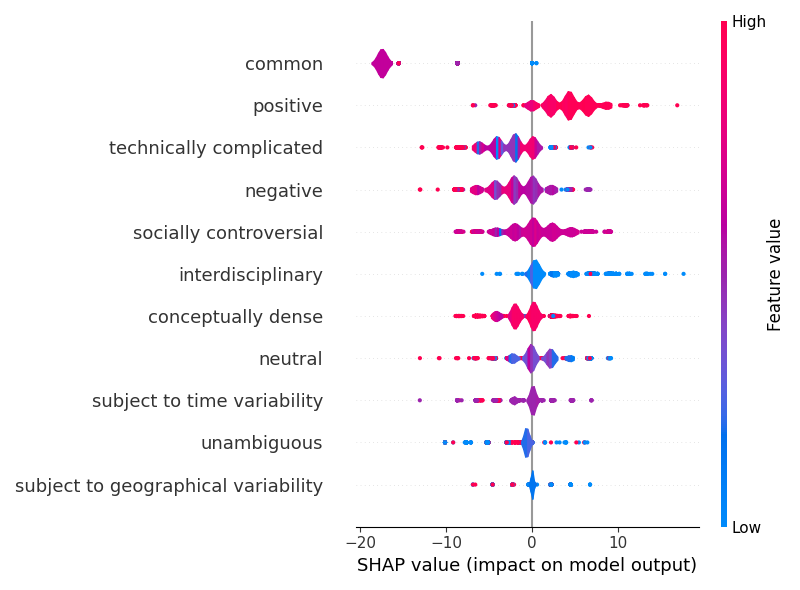 High
common
positive
technically complicated
negative
socially controversial
interdisciplinary
conceptually dense
neutral
subject to time variability
unambiguous
subject to geographical variability
Low
Feature value
−20 −10 0 10
SHAP value (impact on model output)